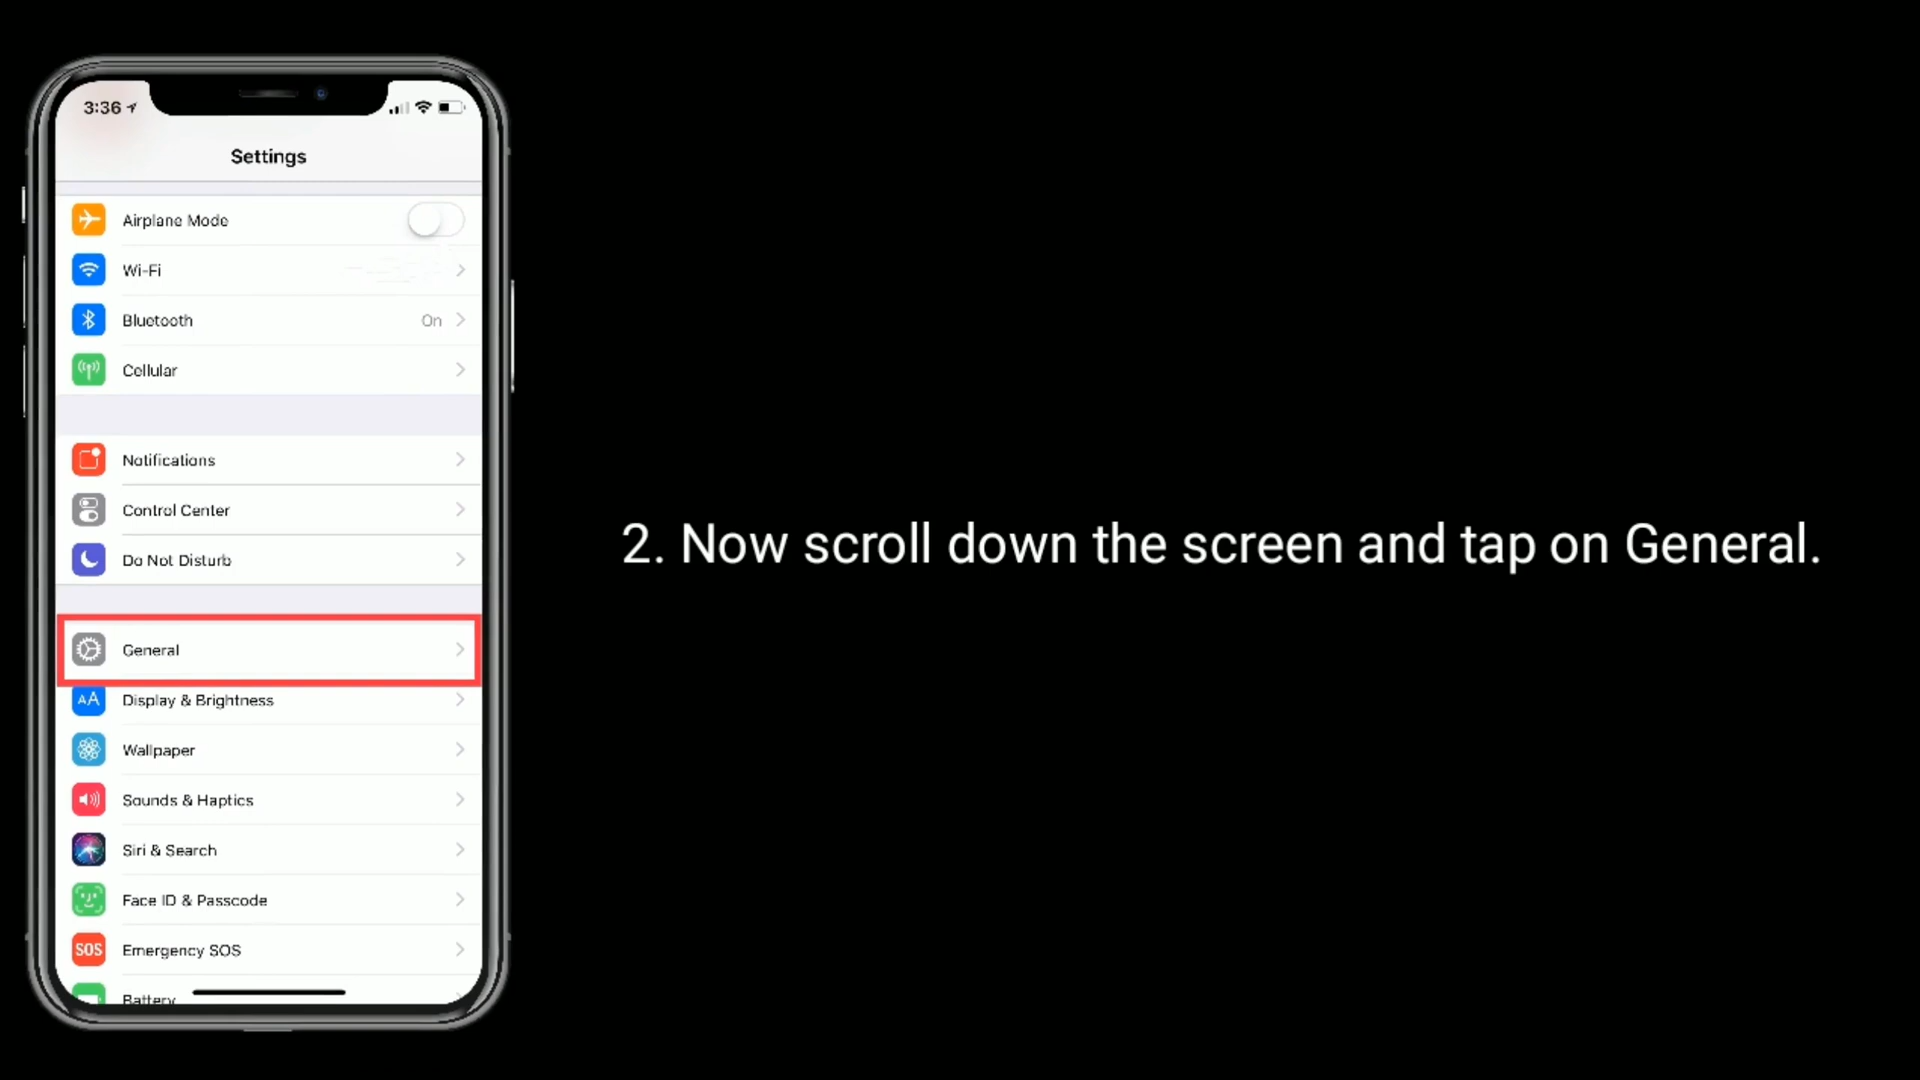 3:36
Settings
Airplane Mode
Wi-Fi
Bluetooth On
Cellular
Notifications
Control Center
Do Not Disturb
General
AA Display & Brightness
Wallpaper
Sounds & Haptics
Siri & Search
Face ID & Passcode
SOS Emergency SOS
Battery
2. Now scroll down the screen and tap on General.